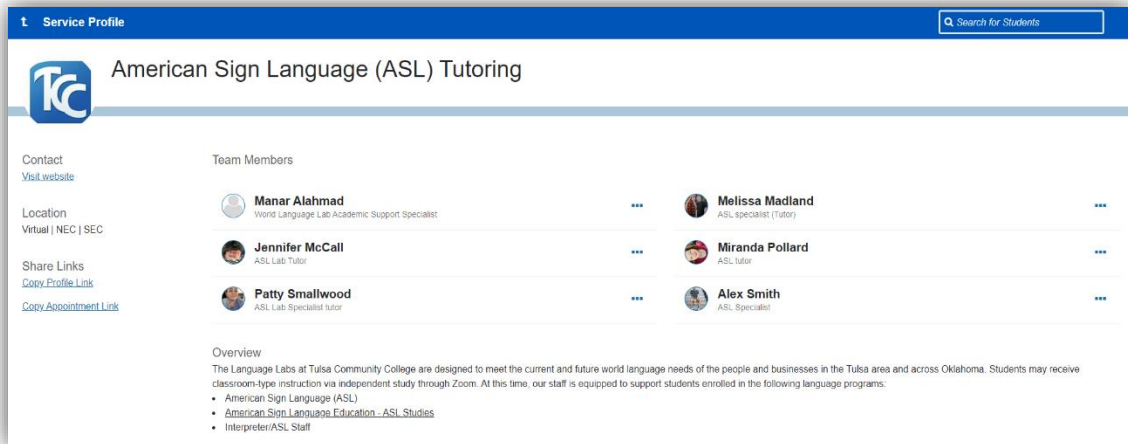 Service Profile
Search for Students
TCC
American Sign Language (ASL) Tutoring
Contact
Visit website
Location
Virtual | NEC | SEC
Share Links
Copy Profile Link
Copy Appointment Link
Team Members
Manar Alahmad
World Language Lab Academic Support Specialist
Melissa Madland
ASL specialist (Tutor)
Jennifer McCall
ASL Lab Tutor
Miranda Pollard
ASL tutor
Patty Smallwood
ASL Lab Specialist tutor
Alex Smith
ASL Specialist
Overview
The Language Labs at Tulsa Community College are designed to meet the current and future world language needs of the people and businesses in the Tulsa area and across Oklahoma. Students may receive
classroom-type instruction via independent study through Zoom. At this time, our staff is equipped to support students enrolled in the following language programs:
• American Sign Language (ASL)
• American Sign Language Education - ASL Studies
• Interpreter/ASL Staff